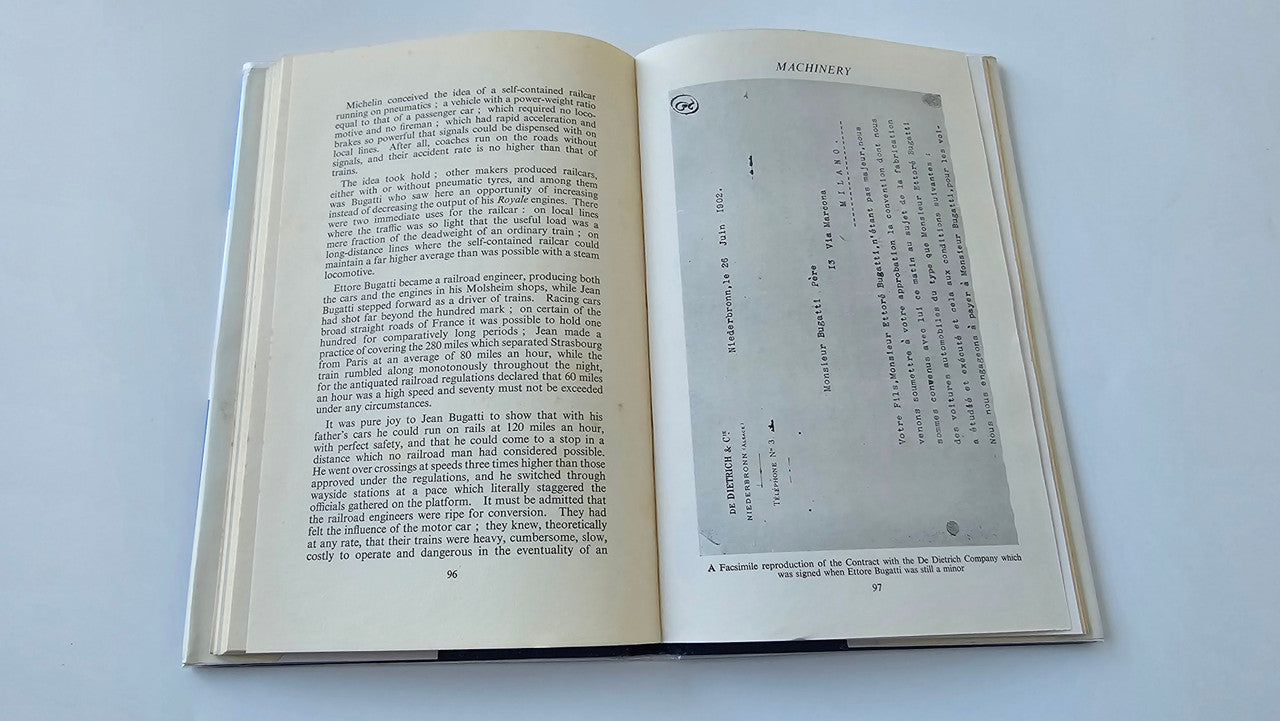 Michelin conceived the idea of a self-contained railcar
running on pneumatics ; a vehicle with a power-weight ratio
equal to that of a passenger car ; which required no loco-
motive and no fireman ; which had rapid acceleration and
brakes so powerful that signals could be dispensed with on
local lines. After all, coaches run on the roads without
signals, and their accident rate is no higher than that of
trains.
The idea took hold ; other makers produced railcars,
either with or without pneumatic tyres, and among them
was Bugatti who saw here an opportunity of increasing
instead of decreasing the output of his Royale engines. There
were two immediate uses for the railcar : on local lines
where the traffic was so light that the useful load was a
mere fraction of the deadweight of an ordinary train ; on
long-distance lines where the self-contained railcar could
maintain a far higher average than was possible with a steam
locomotive.
Ettore Bugatti became a railroad engineer, producing both
the cars and the engines in his Molsheim shops, while Jean
Bugatti stepped forward as a driver of trains. Racing cars
had shot far beyond the hundred mark ; on certain of the
broad straight roads of France it was possible to hold one
hundred for comparatively long periods ; Jean made a
practice of covering the 280 miles which separated Strasbourg
from Paris at an average of 80 miles an hour, while the
train rumbled along monotonously throughout the night,
for the antiquated railroad regulations declared that 60 miles
an hour was a high speed and seventy must not be exceeded
under any circumstances.
It was pure joy to Jean Bugatti to show that with his
father's cars he could run on rails at 120 miles an hour,
with perfect safety, and that he could come to a stop in a
distance which no railroad man had considered possible.
He went over crossings at speeds three times higher than those
approved under the regulations, and he switched through
wayside stations at a pace which literally staggered the
officials gathered on the platform. It must be admitted that
the railroad engineers were ripe for conversion. They had
felt the influence of the motor car ; they knew, theoretically
at any rate, that their trains were heavy, cumbersome, slow,
costly to operate and dangerous in the eventuality of an
96
MACHINERY
DE DIETRICH & Cie
NIEDERBRONN (ALSACE)
TÉLÉPHONE No 3
Niederbronn,le 26 Juin 1902.
Monsieur Bugatti Père
13 Via Marcona
MILAN.
Votre Fils,Monsieur Ettoré Bugatti,n'étant pas majeur,nous
venons soumettre à votre approbation la convention dont nous
sommes convenus avec lui ce matin au sujet de la fabrication
des voitures automobiles du type que Monsieur Ettoré Bugatti
a étudié et exécuté et cela aux conditions suivantes :
Nous nous engageons à payer à Monsieur Bugatti,pour les voi-
A Facsimile reproduction of the Contract with the De Dietrich Company which
was signed when Ettore Bugatti was still a minor
97